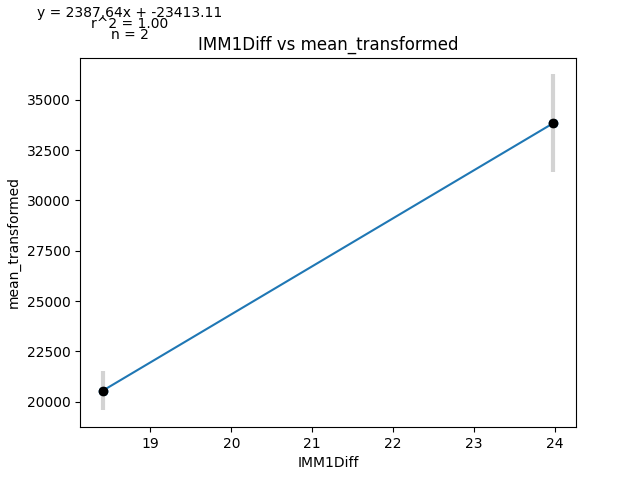 y = 2387.64x + -23413.11
r^2 = 1.00
n = 2
IMM1Diff vs mean_transformed
35000
32500
30000
27500
25000
22500
20000
mean_transformed
19 20 21 22 23 24
IMM1Diff